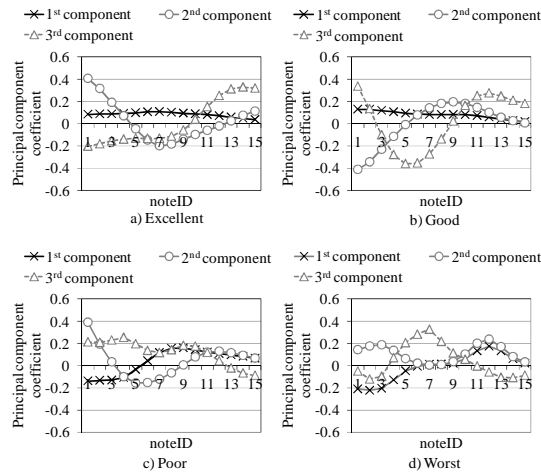 1st component 2nd component
3rd component
Principal component
coefficient
0.6
0.4
0.2
0
-0.2
-0.4
-0.6
1 3 5 7 9 11 13 15
noteID
a) Excellent
1st component 2nd component
3rd component
Principal component
coefficient
0.6
0.4
0.2
0
-0.2
-0.4
-0.6
1 3 5 7 9 11 13 15
noteID
b) Good
1st component 2nd component
3rd component
Principal component
coefficient
0.6
0.4
0.2
0
-0.2
-0.4
-0.6
1 3 5 7 9 11 13 15
noteID
c) Poor
1st component 2nd component
3rd component
Principal component
coefficient
0.6
0.4
0.2
0
-0.2
-0.4
-0.6
1 3 5 7 9 11 13 15
noteID
d) Worst